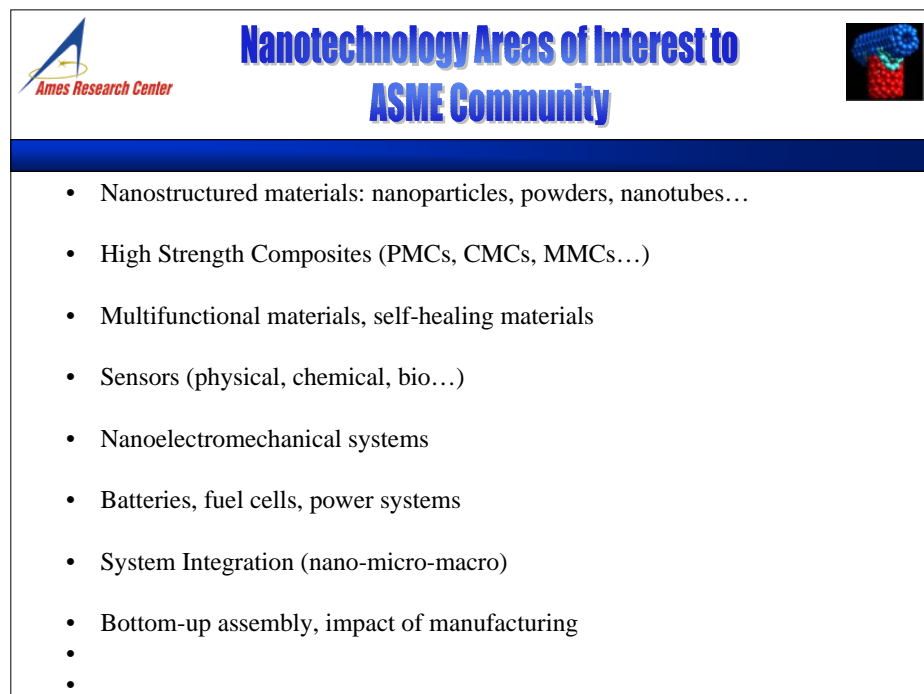 Ames Research Center
Nanotechnology Areas of Interest to
ASME Community
• Nanostructured materials: nanoparticles, powders, nanotubes…
• High Strength Composites (PMCs, CMCs, MMCs…)
• Multifunctional materials, self-healing materials
• Sensors (physical, chemical, bio…)
• Nanoelectromechanical systems
• Batteries, fuel cells, power systems
• System Integration (nano-micro-macro)
• Bottom-up assembly, impact of manufacturing
•
•